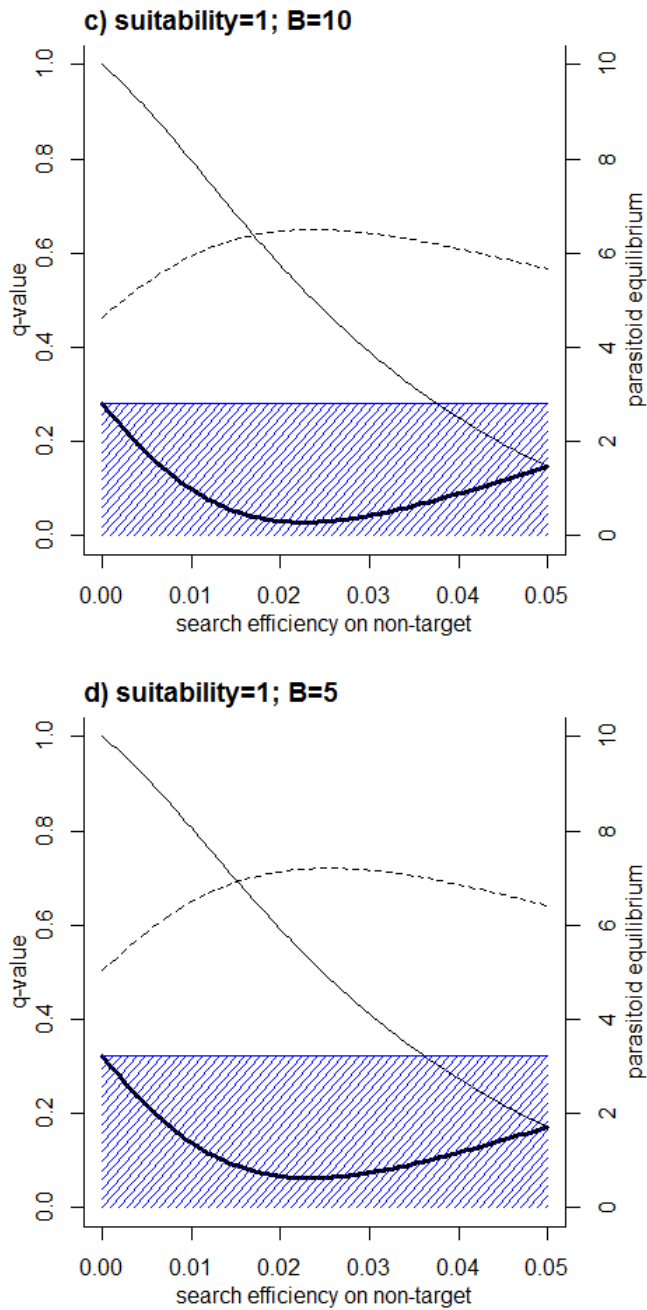 c) suitability=1; B=10
1.0
0.8
0.6
0.4
0.2
0.0
q-value
10
8
6
4
2
0
parasitoid equilibrium
0.00 0.01 0.02 0.03 0.04 0.05
search efficiency on non-target
d) suitability=1; B=5
1.0
0.8
0.6
0.4
0.2
0.0
q-value
10
8
6
4
2
0
parasitoid equilibrium
0.00 0.01 0.02 0.03 0.04 0.05
search efficiency on non-target